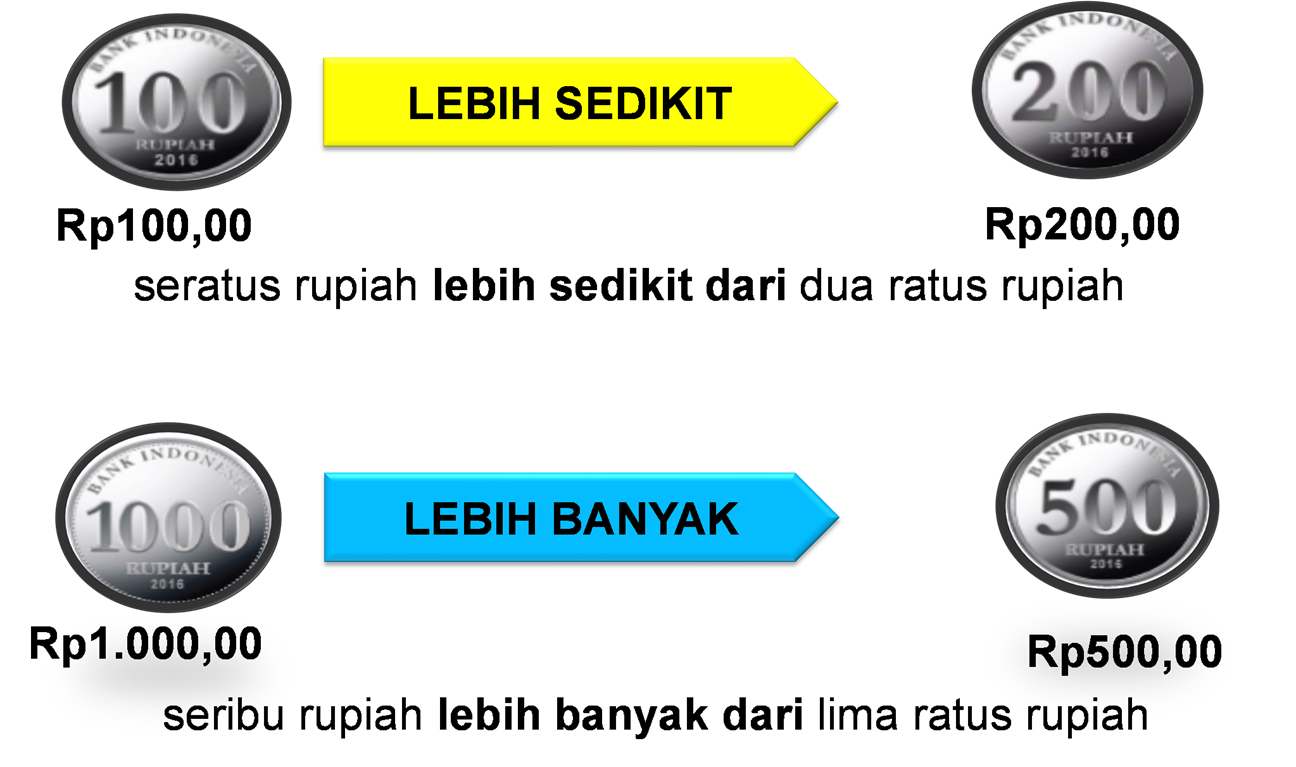 BANK INDONESIA
100
RUPIAH
2016
LEBIH SEDIKIT
BANK INDONESIA
200
RUPIAH
2016
Rp100,00
Rp200,00
seratus rupiah lebih sedikit dari dua ratus rupiah
BANK INDONESIA
1000
RUPIAH
2016
LEBIH BANYAK
BANK INDONESIA
500
RUPIAH
2016
Rp1.000,00
Rp500,00
seribu rupiah lebih banyak dari lima ratus rupiah